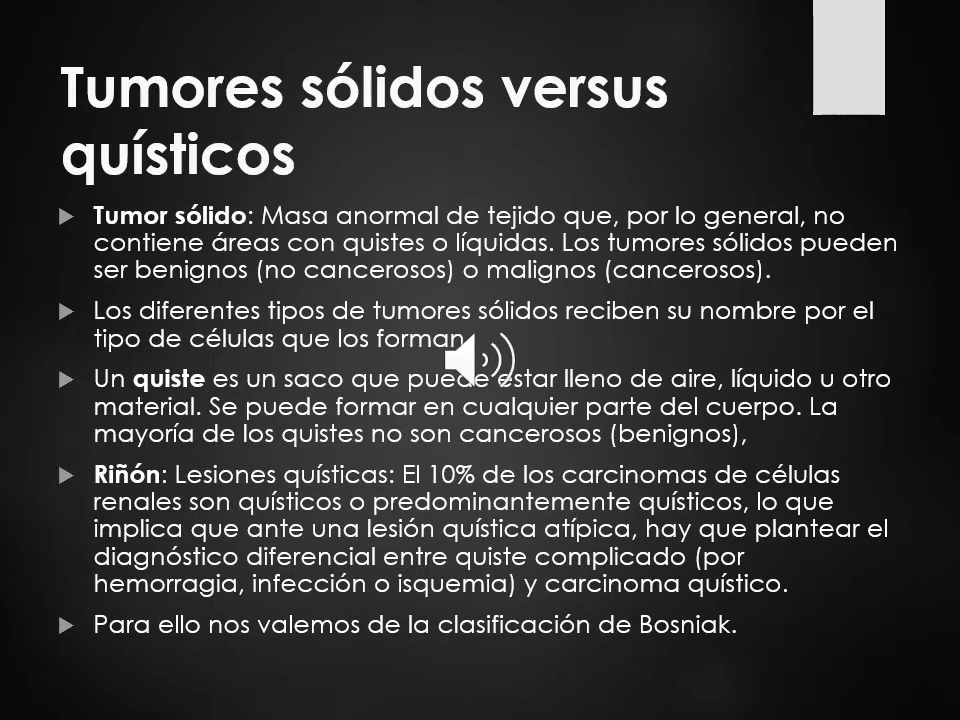 Tumores sólidos versus
quísticos
Tumor sólido: Masa anormal de tejido que, por lo general, no
contiene áreas con quistes o líquidas. Los tumores sólidos pueden
ser benignos (no cancerosos) o malignos (cancerosos).
Los diferentes tipos de tumores sólidos reciben su nombre por el
tipo de células que los forman
Un quiste es un saco que puede estar lleno de aire, líquido u otro
material. Se puede formar en cualquier parte del cuerpo. La
mayoría de los quistes no son cancerosos (benignos),
Riñón: Lesiones quísticas: El 10% de los carcinomas de células
renales son quísticos o predominantemente quísticos, lo que
implica que ante una lesión quística atípica, hay que plantear el
diagnóstico diferencial entre quiste complicado (por
hemorragia, infección o isquemia) y carcinoma quístico.
Para ello nos valemos de la clasificación de Bosniak.